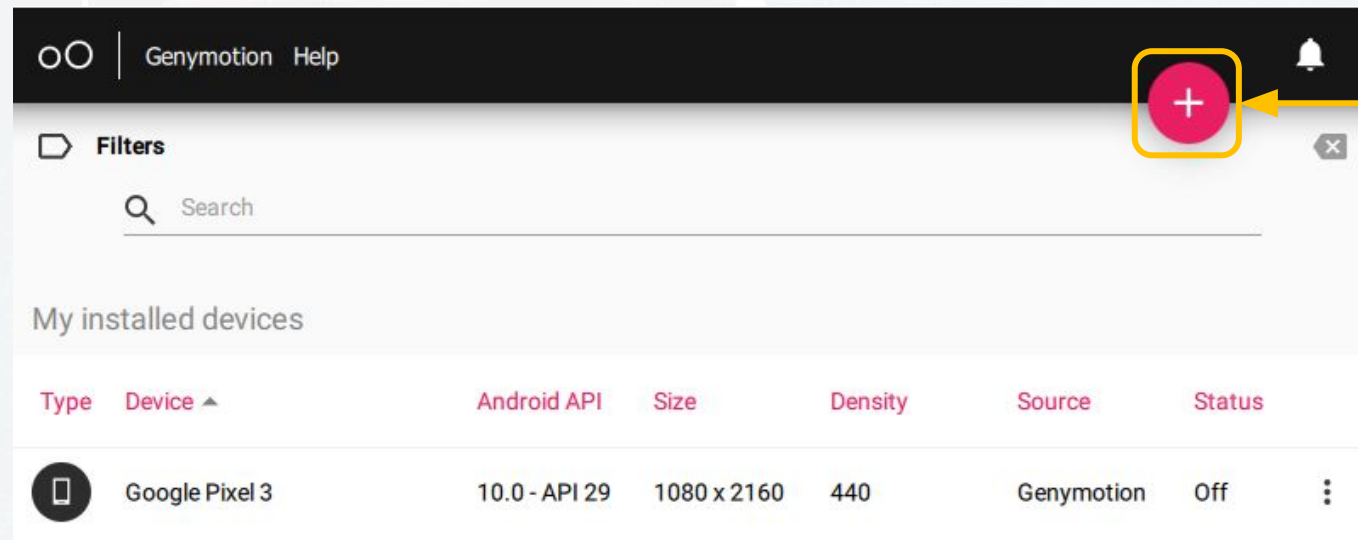 Genymotion Help
Filters
Search
My installed devices
Type Device Android API Size Density Source Status
Google Pixel 3 10.0 - API 29 1080 x 2160 440 Genymotion Off